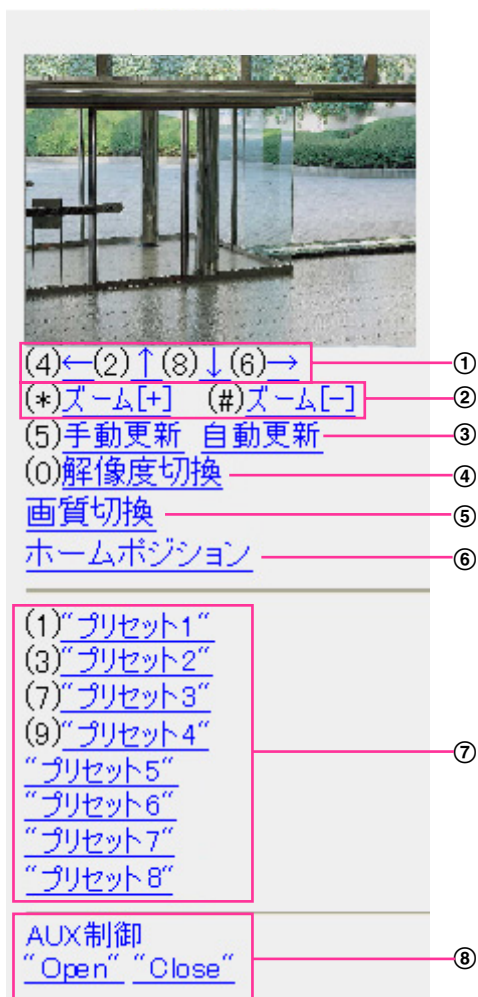 (4)←(2)↑(8)↓(6)→ ①
(*)ズーム[+] (#)ズーム[-] ②
(5)手動更新 自動更新 ③
(0)解像度切換 ④
画質切換 ⑤
ホームポジション ⑥
(1)“プリセット1“
(3)“プリセット2“
(7)“プリセット3“
(9)“プリセット4“ ⑦
“プリセット5“
“プリセット6“
“プリセット7“
“プリセット8“
AUX制御
“Open“ “Close“ ⑧